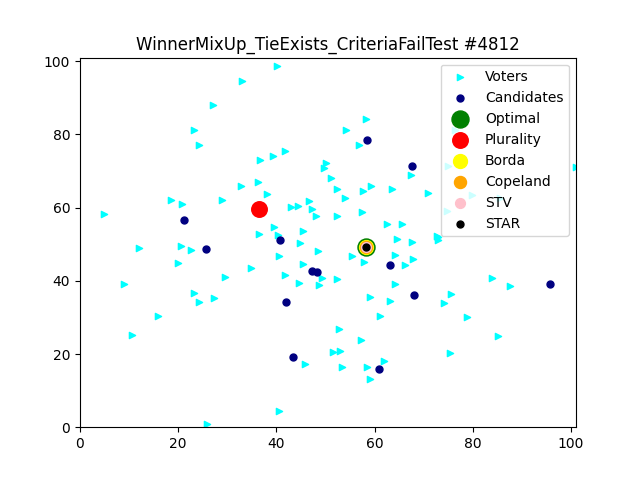 WinnerMixUp_TieExists_CriteriaFailTest #4812
100
80
60
40
20
0
0
20
40
60
80
100
Voters
Candidates
Optimal
Plurality
Borda
Copeland
STV
STAR